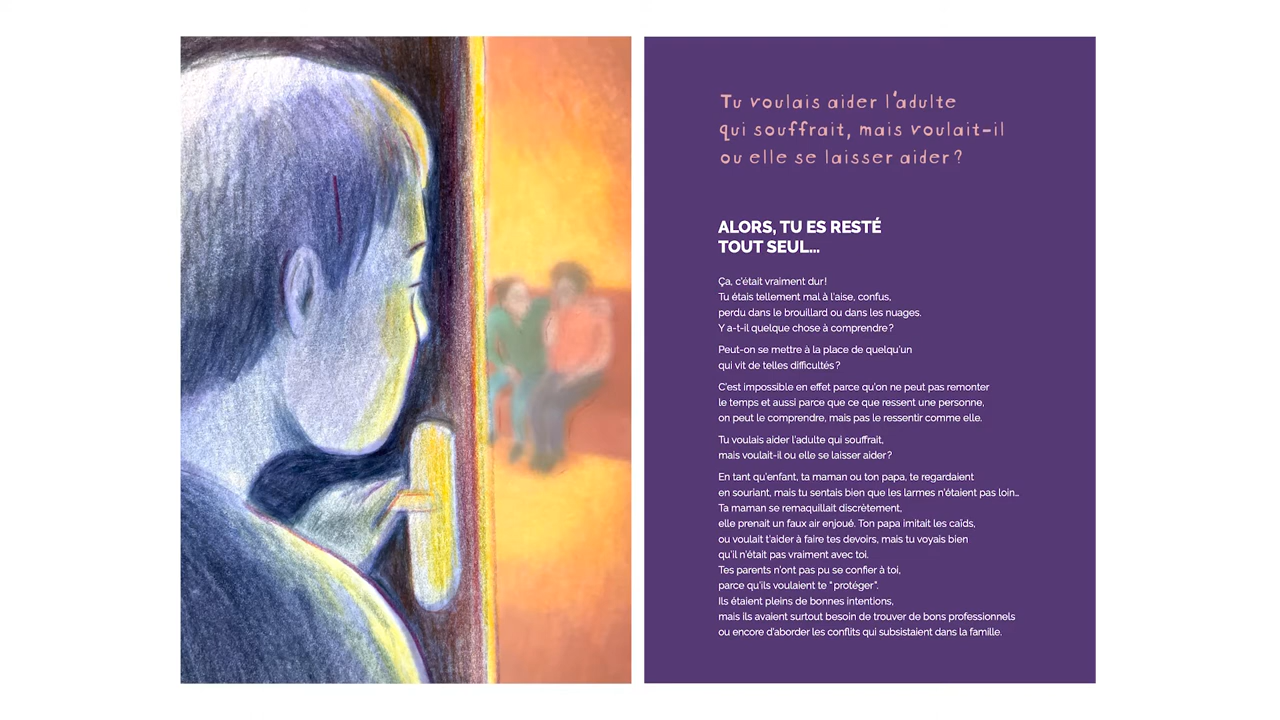 Tu voulais aider l'adulte
qui souffrait, mais voulait-il
ou elle se laisser aider ?
ALORS, TU ES RESTÉ
TOUT SEUL...
Ça, c'était vraiment dur !
Tu étais tellement mal à l'aise, confus,
perdu dans le brouillard ou dans les nuages.
Y a-t-il quelque chose à comprendre ?
Peut-on se mettre à la place de quelqu'un
qui vit de telles difficultés ?
C'est impossible en effet parce qu'on ne peut pas remonter
le temps et aussi parce que ce que ressent une personne,
on peut le comprendre, mais pas le ressentir comme elle.
Tu voulais aider l'adulte qui souffrait,
mais voulait-il ou elle se laisser aider ?
En tant qu'enfant, ta maman ou ton papa, te regardaient
en souriant, mais tu sentais bien que les larmes n'étaient pas loin...
Ta maman se remaquillait discrètement,
elle prenait un faux air enjoué. Ton papa imitait les caïds,
ou voulait t'aider à faire tes devoirs, mais tu voyais bien
qu'il n'était pas vraiment avec toi.
Tes parents n'ont pas pu se confier à toi,
parce qu'ils voulaient te "protéger".
Ils étaient pleins de bonnes intentions,
mais ils avaient surtout besoin de trouver de bons professionnels
ou encore d'aborder les conflits qui subsistaient dans la famille.